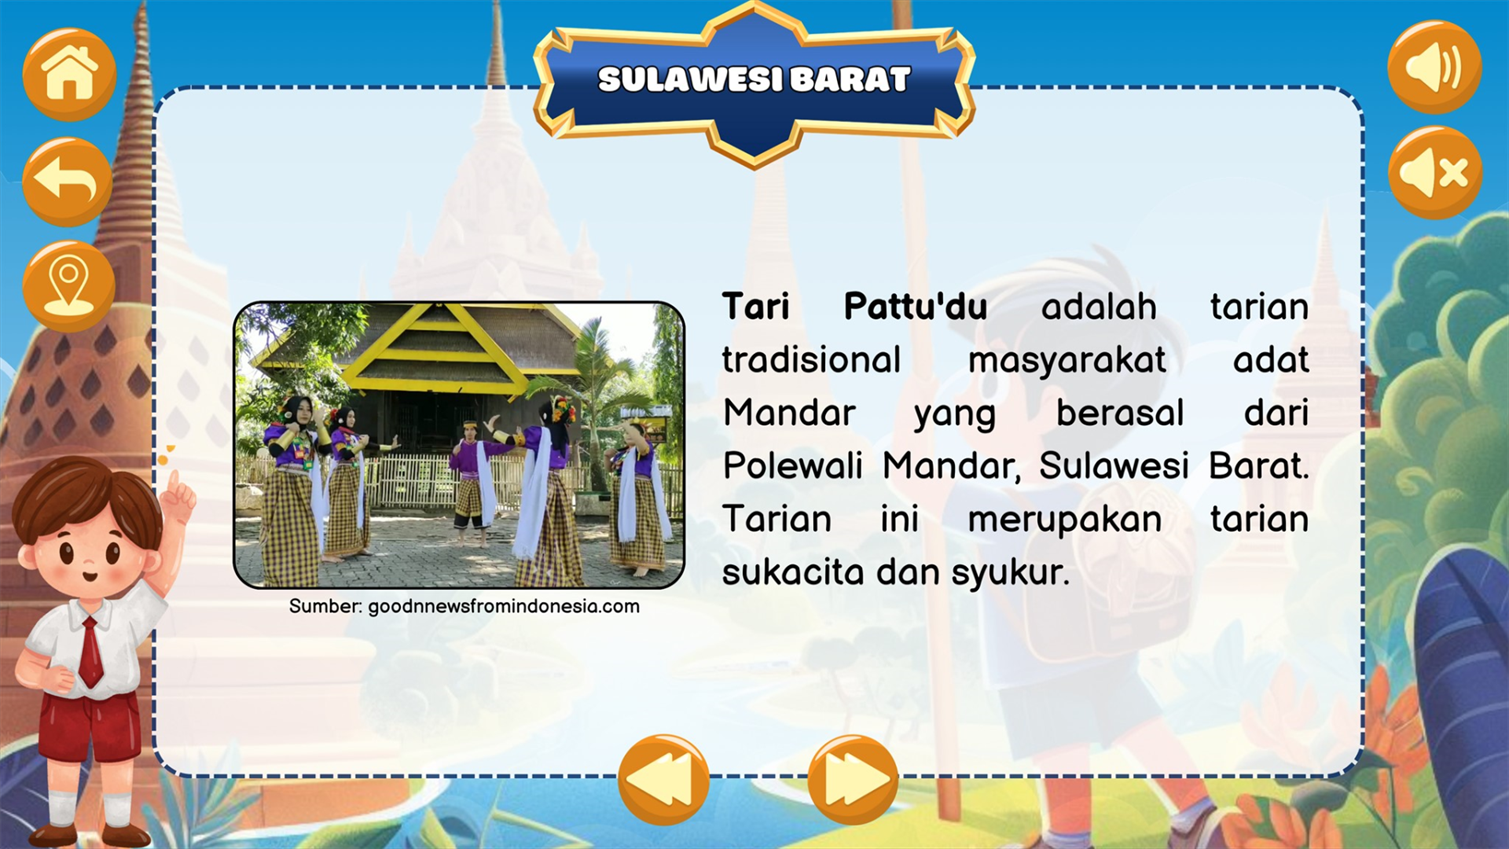 SULAWESI BARAT
Tari Pattu'du adalah tarian
tradisional masyarakat adat
Mandar yang berasal dari
Polewali Mandar, Sulawesi Barat.
Tarian ini merupakan tarian
sukacita dan syukur.
Sumber: goodnnewsfromindonesia.com